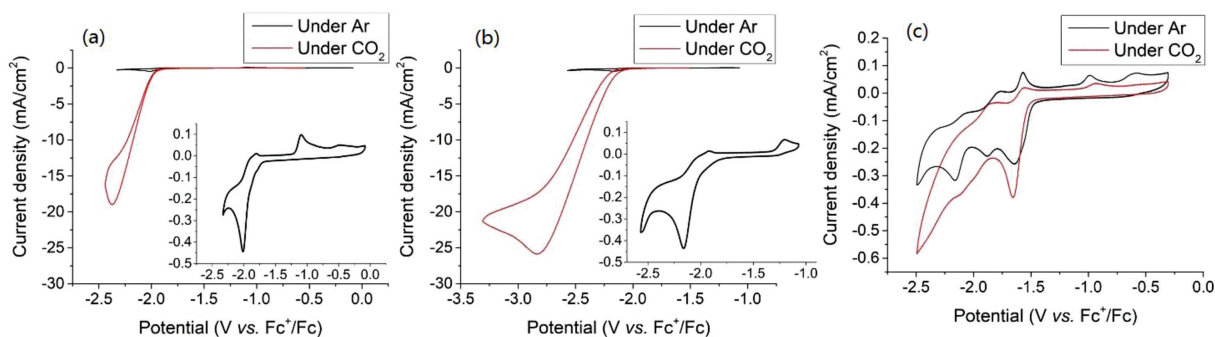 (a)
Under Ar
Under CO2
Current density (mA/cm2)
0
-5
-10
-15
-20
-25
-30
-2.5 -2.0 -1.5 -1.0 -0.5 0.0
Potential (V vs. Fc+/Fc)
0.1
0.0
-0.1
-0.2
-0.3
-0.4
-0.5
-2.5 -2.0 -1.5 -1.0 -0.5 0.0
(b)
Under Ar
Under CO2
Current density (mA/cm2)
0
-5
-10
-15
-20
-25
-30
-3.5 -3.0 -2.5 -2.0 -1.5 -1.0
Potential (V vs. Fc+/Fc)
0.1
0.0
-0.1
-0.2
-0.3
-0.4
-0.5
-2.5 -2.0 -1.5 -1.0
(c)
Under Ar
Under CO2
Current density (mA/cm2)
0.2
0.1
0.0
-0.1
-0.2
-0.3
-0.4
-0.5
-0.6
-2.5 -2.0 -1.5 -1.0 -0.5 0.0
Potential (V vs. Fc+/Fc)